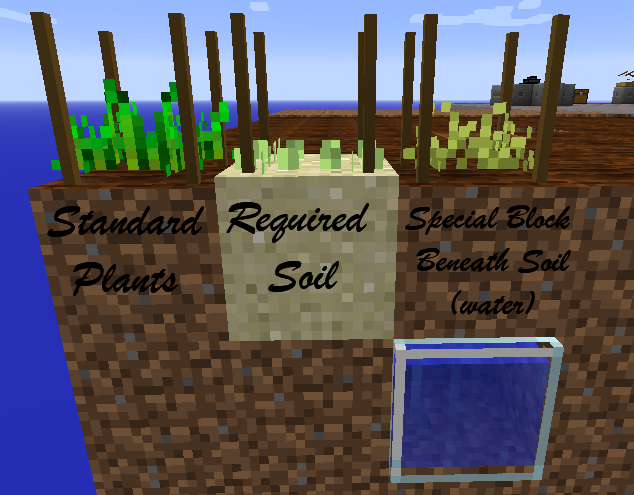 Standard
Plants
Required
Soil
Special Block
Beneath Soil
(water)